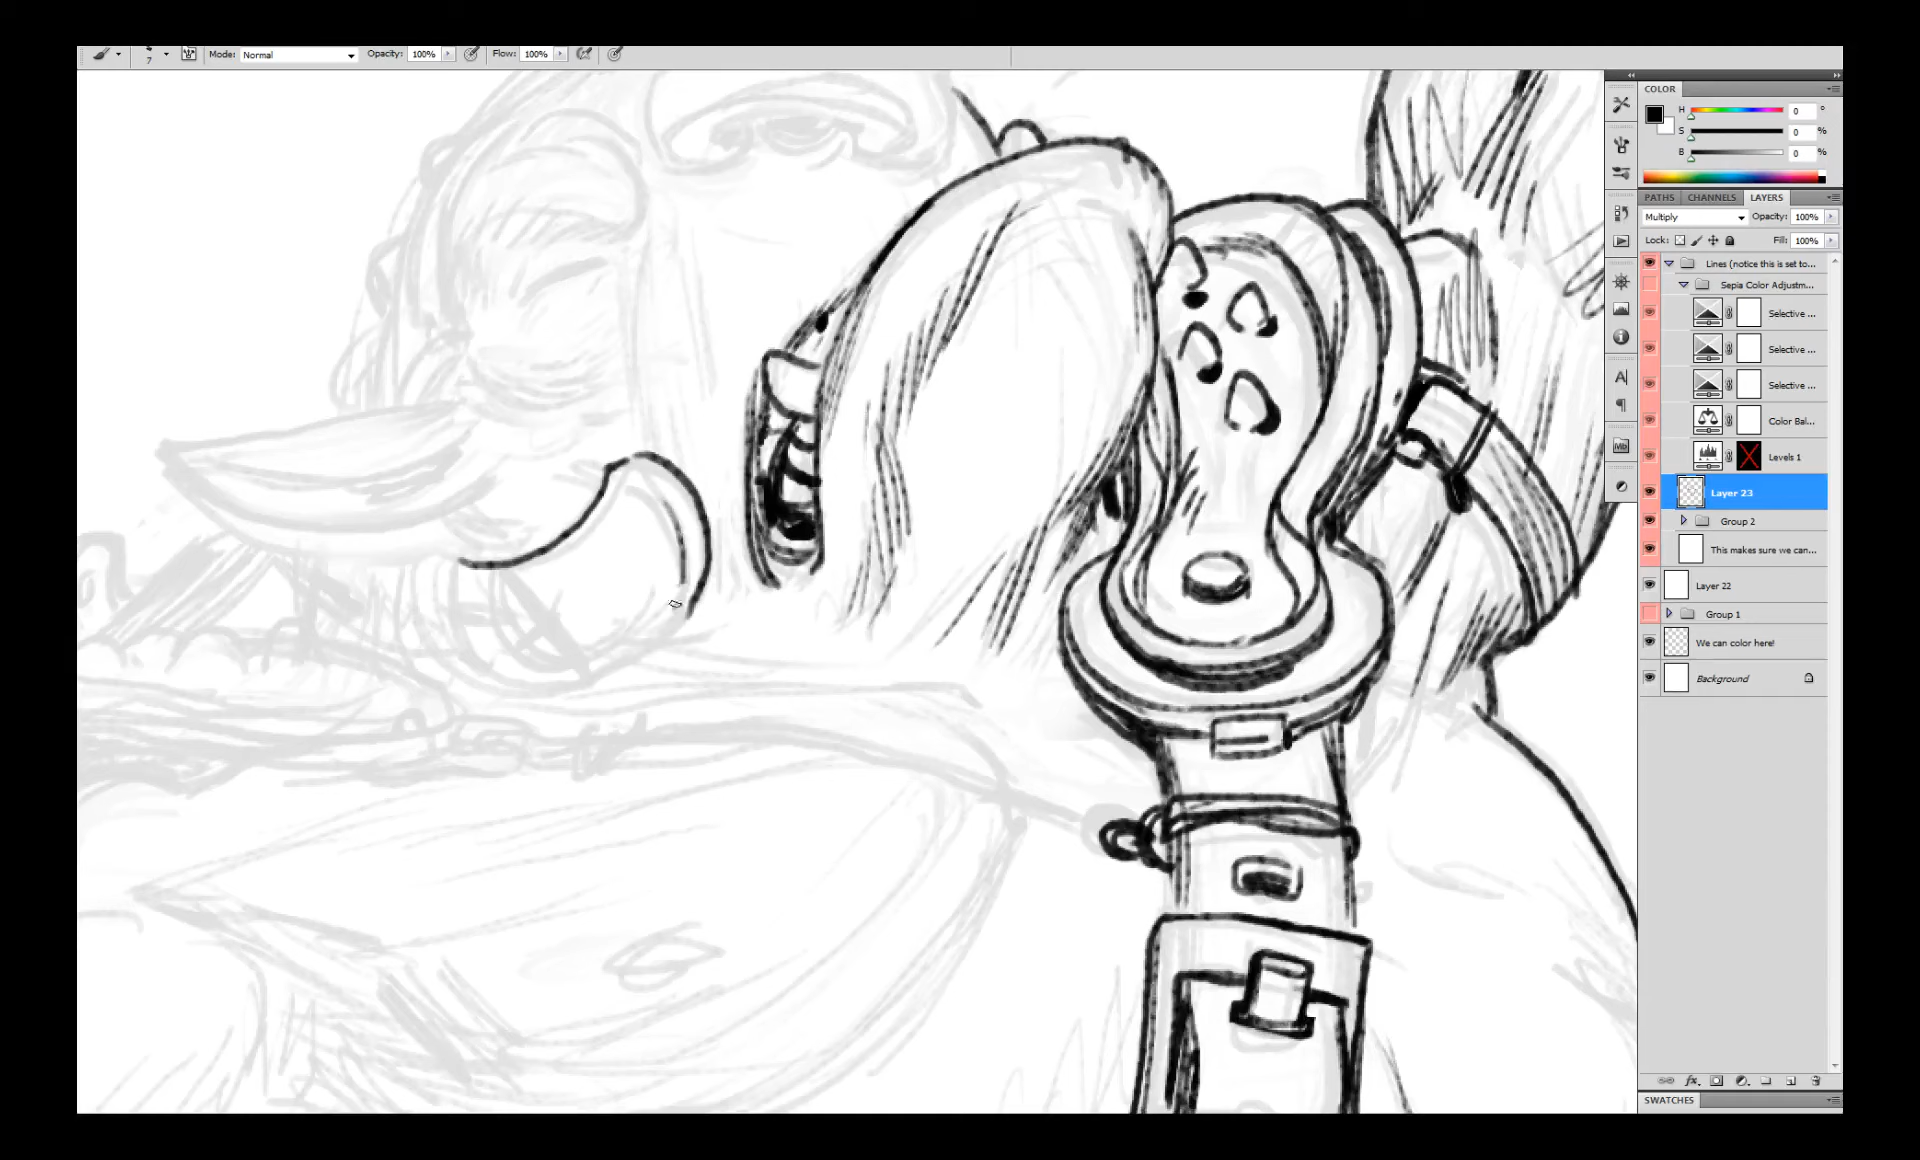 7 Mode: Normal Opacity: 100% Flow: 100%
COLOR
H 0 °
S 0 %
B 0 %
PATHS CHANNELS LAYERS
Multiply Opacity: 100%
Lock: Fill: 100%
Lines (notice this is set to...
Sepia Color Adjustm...
Selective ...
Selective ...
Selective ...
Color Bal...
Levels 1
Layer 23
Group 2
This makes sure we can...
Layer 22
Group 1
We can color here!
Background
SWATCHES